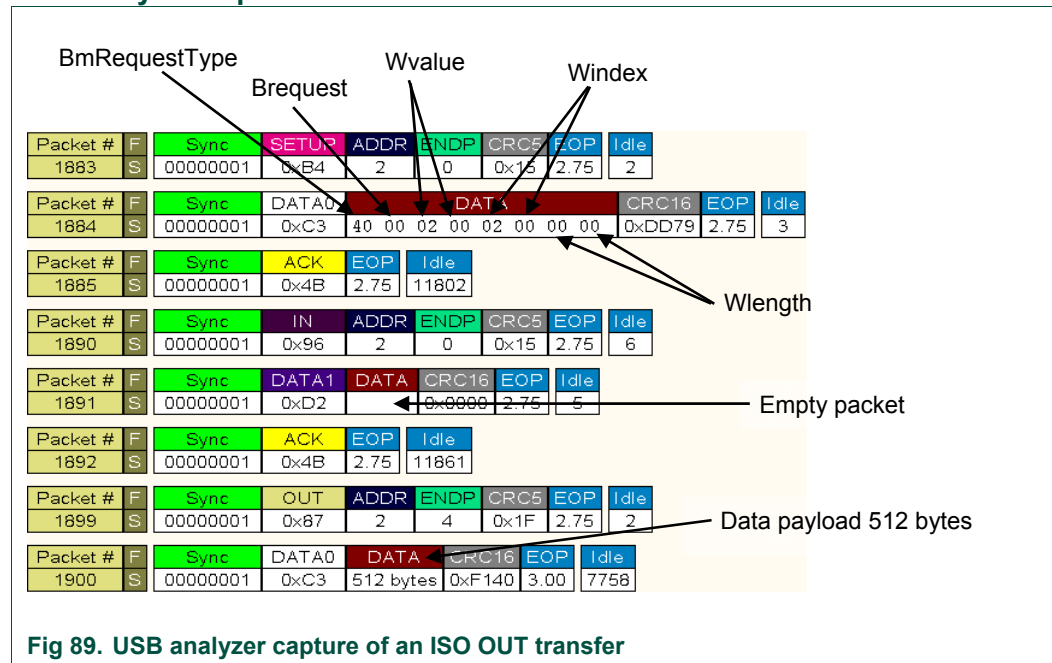 BmRequestType
Brequest
Wvalue
Windex
Packet # F Sync SETUP ADDR ENDP CRC5 EOP Idle
1883 S 00000001 0xB4 2 0 0x15 2.75 2
Packet # F Sync DATA0 DATA CRC16 EOP Idle
1884 S 00000001 0xC3 40 00 02 00 02 00 00 00 0xDD79 2.75 3
Packet # F Sync ACK EOP Idle
1885 S 00000001 0x4B 2.75 11802
Wlength
Packet # F Sync IN ADDR ENDP CRC5 EOP Idle
1890 S 00000001 0x96 2 0 0x15 2.75 6
Packet # F Sync DATA1 DATA CRC16 EOP Idle
1891 S 00000001 0xD2 0x0000 2.75 5
Empty packet
Packet # F Sync ACK EOP Idle
1892 S 00000001 0x4B 2.75 11861
Packet # F Sync OUT ADDR ENDP CRC5 EOP Idle
1899 S 00000001 0x87 2 4 0x1F 2.75 2
Data payload 512 bytes
Packet # F Sync DATA0 DATA CRC16 EOP Idle
1900 S 00000001 0xC3 512 bytes 0xF140 3.00 7758
Fig 89. USB analyzer capture of an ISO OUT transfer